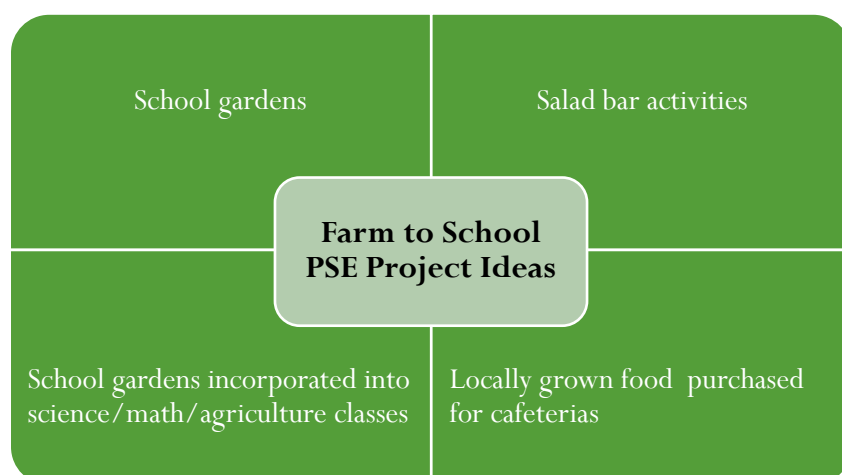 School gardens
Salad bar activities
Farm to School
PSE Project Ideas
School gardens incorporated into
science/math/agriculture classes
Locally grown food  purchased
for cafeterias